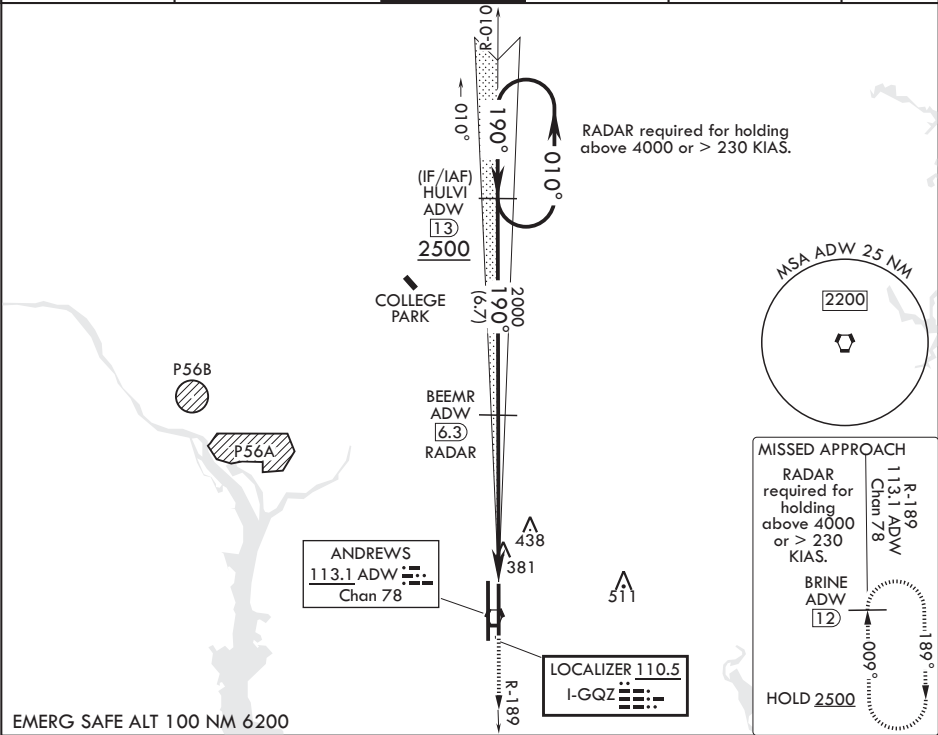 R-010
010°
190°
010°
RADAR required for holding
above 4000 or > 230 KIAS.
(IF/IAF)
HULVI
ADW
13
2500
COLLEGE
PARK
2000
190°
(6.7)
MSA ADW 25 NM
2200
P56B
P56A
BEEMR
ADW
6.3
RADAR
438
381
511
ANDREWS
113.1 ADW
Chan 78
LOCALIZER 110.5
I-GQZ
R-189
MISSED APPROACH
RADAR
required for
holding
above 4000
or > 230
KIAS.
R-189
113.1 ADW
Chan 78
BRINE
ADW
12
009°
189°
HOLD 2500
EMERG SAFE ALT 100 NM 6200